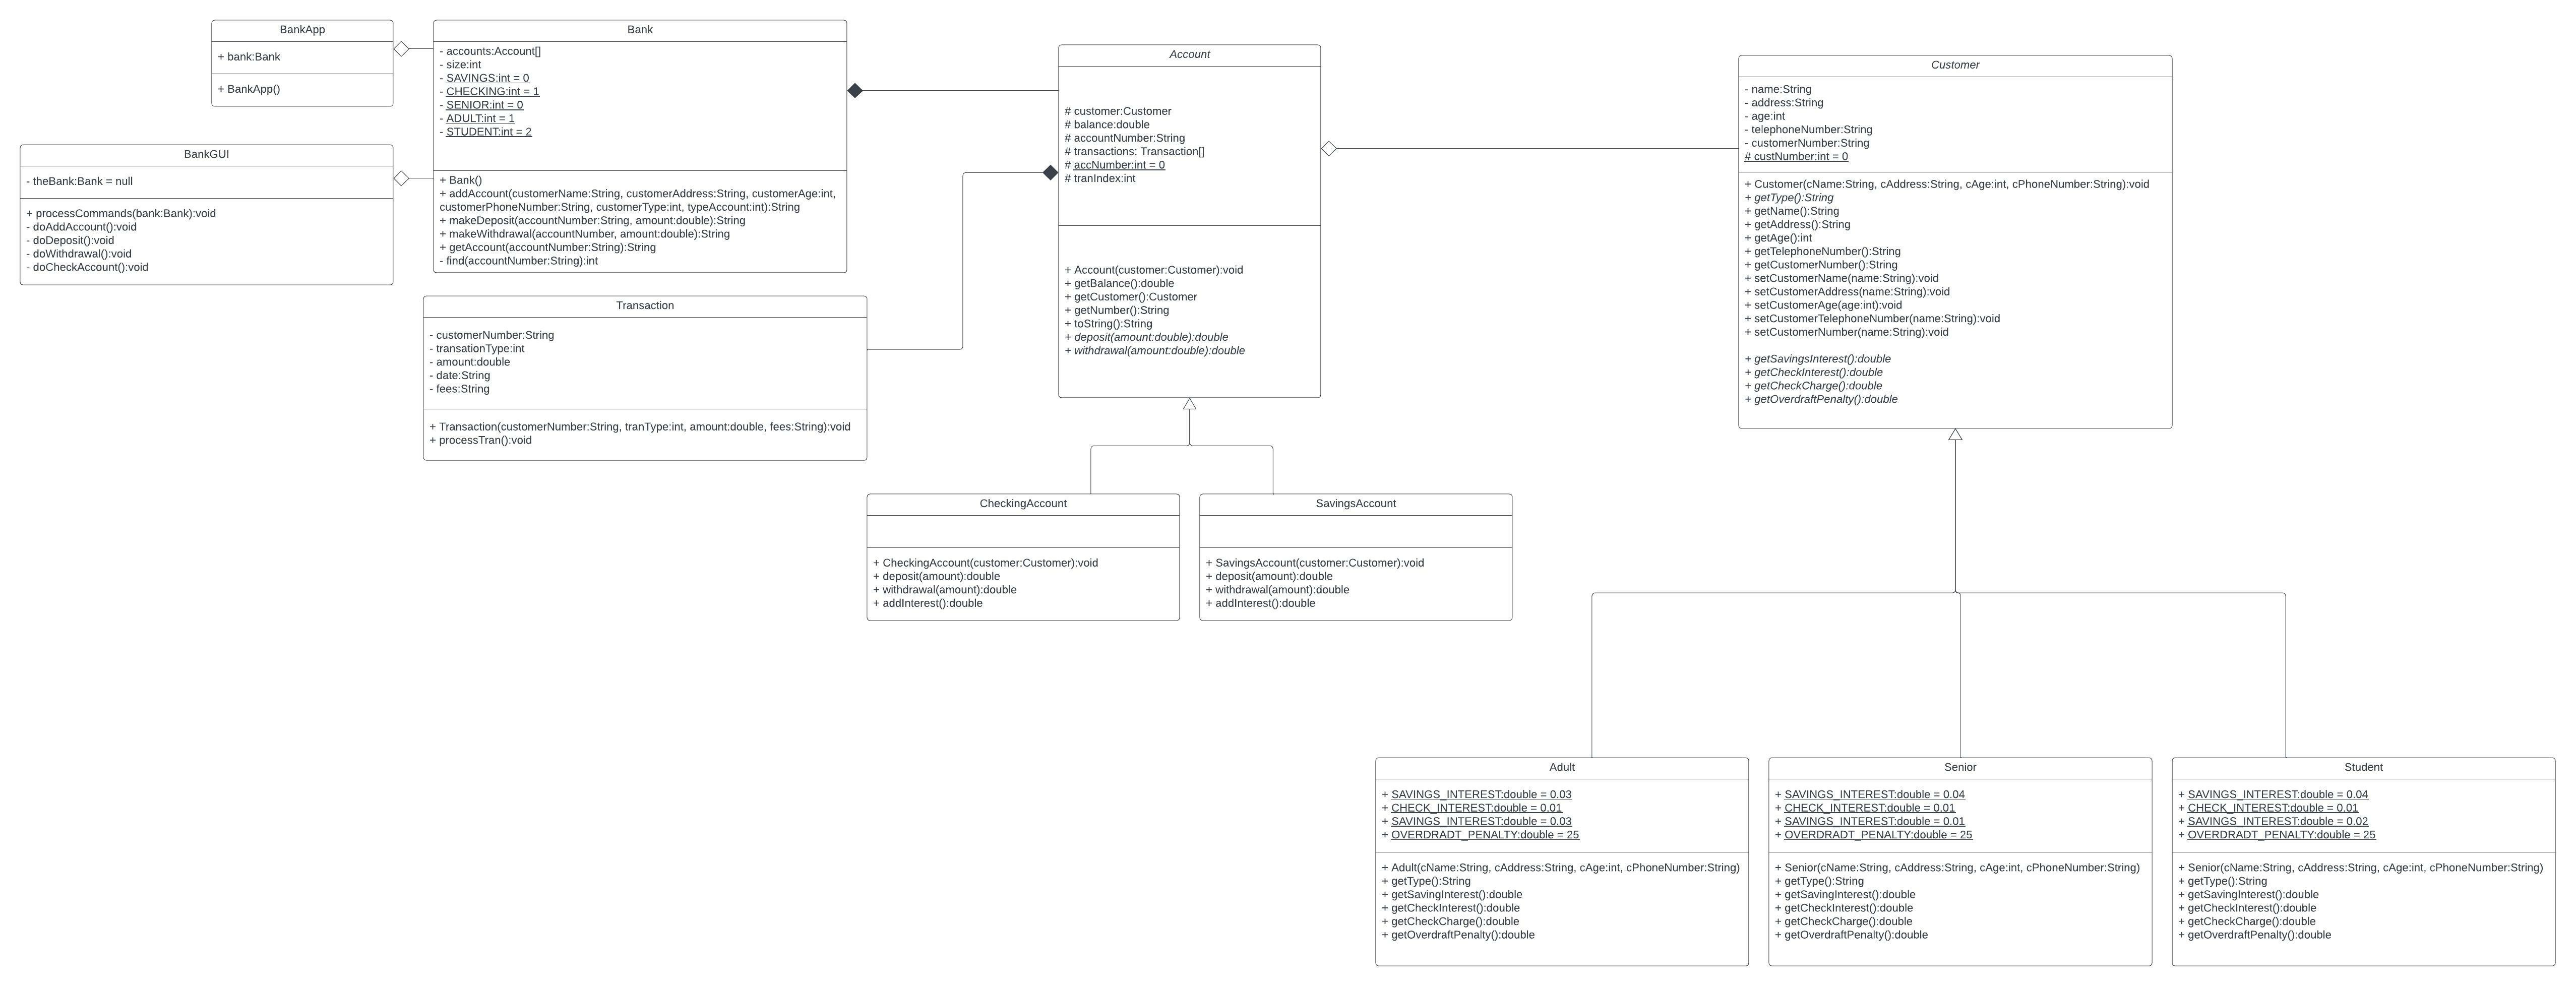 BankApp
+ bank:Bank
+ BankApp()
Bank
- accounts:Account[]
- size:int
- SAVINGS:int = 0
- CHECKING:int = 1
- SENIOR:int = 0
- ADULT:int = 1
- STUDENT:int = 2
+ Bank()
+ addAccount(customerName:String, customerAddress:String, customerAge:int,
customerPhoneNumber:String, customerType:int, typeAccount:int):String
+ makeDeposit(accountNumber:String, amount:double):String
+ makeWithdrawal(accountNumber, amount:double):String
+ getAccount(accountNumber:String):String
- find(accountNumber:String):int
BankGUI
- theBank:Bank = null
+ processCommands(bank:Bank):void
- doAddAccount():void
- doDeposit():void
- doWithdrawal():void
- doCheckAccount():void
Transaction
- customerNumber:String
- transationType:int
- amount:double
- date:String
- fees:String
+ Transaction(customerNumber:String, tranType:int, amount:double, fees:String):void
+ processTran():void
Account
# customer:Customer
# balance:double
# accountNumber:String
# transactions: Transaction[]
# accNumber:int = 0
# tranIndex:int
+ Account(customer:Customer):void
+ getBalance():double
+ getCustomer():Customer
+ getNumber():String
+ toString():String
+ deposit(amount:double):double
+ withdrawal(amount:double):double
Customer
- name:String
- address:String
- age:int
- telephoneNumber:String
- customerNumber:String
# custNumber:int = 0
+ Customer(cName:String, cAddress:String, cAge:int, cPhoneNumber:String):void
+ getType():String
+ getName():String
+ getAddress():String
+ getAge():int
+ getTelephoneNumber():String
+ getCustomerNumber():String
+ setCustomerName(name:String):void
+ setCustomerAddress(name:String):void
+ setCustomerAge(age:int):void
+ setCustomerTelephoneNumber(name:String):void
+ setCustomerNumber(name:String):void
+ getSavingsInterest():double
+ getCheckInterest():double
+ getCheckCharge():double
+ getOverdraftPenalty():double
CheckingAccount
+ CheckingAccount(customer:Customer):void
+ deposit(amount):double
+ withdrawal(amount):double
+ addInterest():double
SavingsAccount
+ SavingsAccount(customer:Customer):void
+ deposit(amount):double
+ withdrawal(amount):double
+ addInterest():double
Adult
+ SAVINGS_INTEREST:double = 0.03
+ CHECK_INTEREST:double = 0.01
+ SAVINGS_INTEREST:double = 0.03
+ OVERDRADT_PENALTY:double = 25
+ Adult(cName:String, cAddress:String, cAge:int, cPhoneNumber:String)
+ getType():String
+ getSavingInterest():double
+ getCheckInterest():double
+ getCheckCharge():double
+ getOverdraftPenalty():double
Senior
+ SAVINGS_INTEREST:double = 0.04
+ CHECK_INTEREST:double = 0.01
+ SAVINGS_INTEREST:double = 0.01
+ OVERDRADT_PENALTY:double = 25
+ Senior(cName:String, cAddress:String, cAge:int, cPhoneNumber:String)
+ getType():String
+ getSavingInterest():double
+ getCheckInterest():double
+ getCheckCharge():double
+ getOverdraftPenalty():double
Student
+ SAVINGS_INTEREST:double = 0.04
+ CHECK_INTEREST:double = 0.01
+ SAVINGS_INTEREST:double = 0.02
+ OVERDRADT_PENALTY:double = 25
+ Senior(cName:String, cAddress:String, cAge:int, cPhoneNumber:String)
+ getType():String
+ getSavingInterest():double
+ getCheckInterest():double
+ getCheckCharge():double
+ getOverdraftPenalty():double